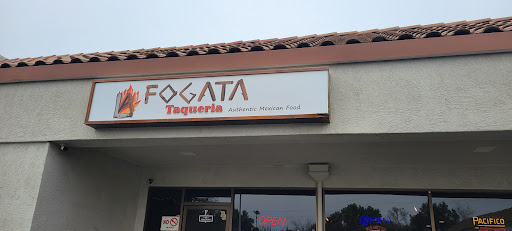 FOGATA
Taqueria Authentic Mexican Food
OPEN
PACIFICO